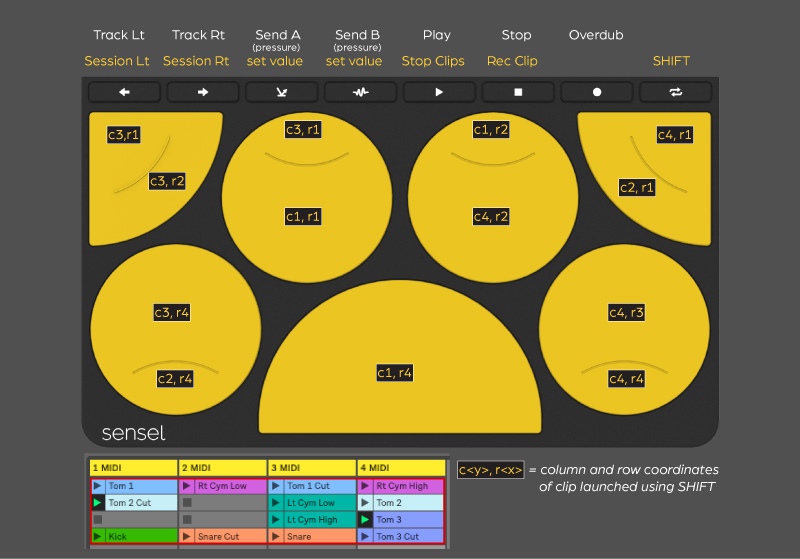 Track Lt Track Rt Send A Send B Play Stop Overdub
(pressure) (pressure)
Session Lt Session Rt set value set value Stop Clips Rec Clip SHIFT
c3,r1 c3, r1 c1, r2 c4, r1
c3, r2 c2, r1
c1, r1 c4, r2
c3, r4 c4, r3
c1, r4
c2, r4 c4, r4
sensel
1 MIDI 2 MIDI 3 MIDI 4 MIDI
Tom 1 Rt Cym Low Tom 1 Cut Rt Cym High
Tom 2 Cut Lt Cym Low Tom 2
Lt Cym High Tom 3
Kick Snare Cut Snare Tom 3 Cut
c<y>, r<x> = column and row coordinates
of clip launched using SHIFT